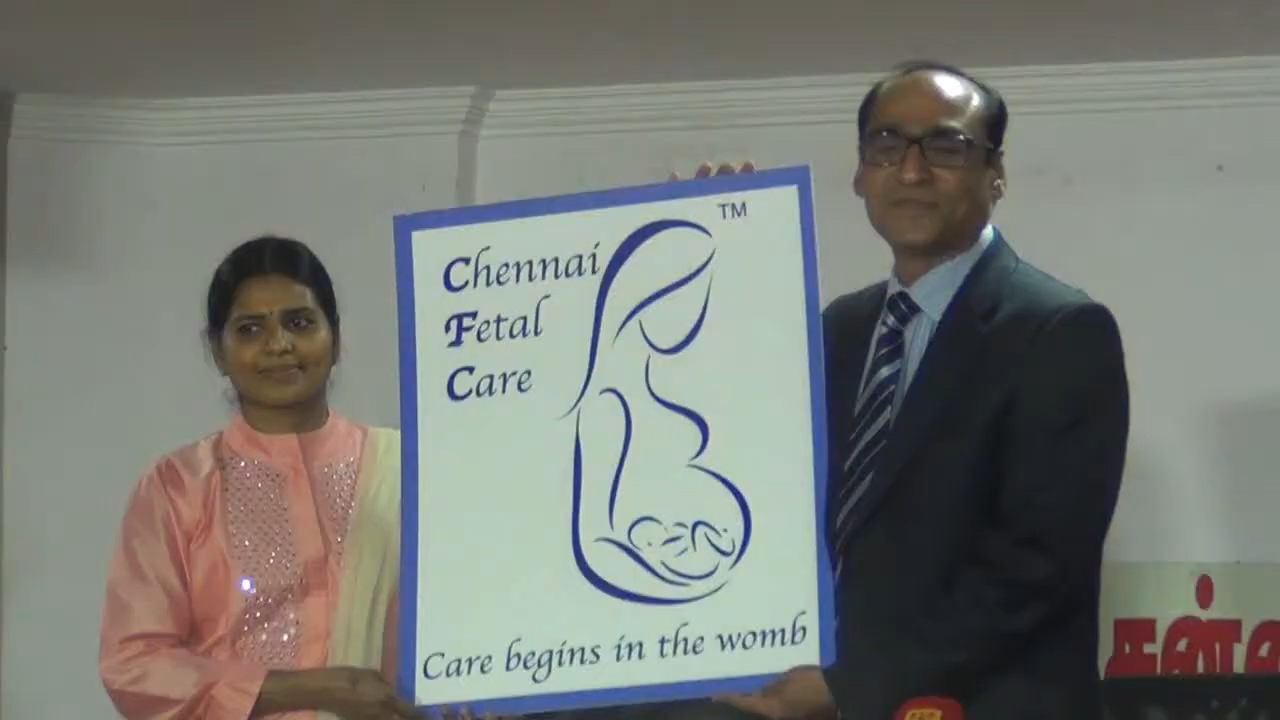 TM
Chennai
Fetal
Care
Care begins in the womb